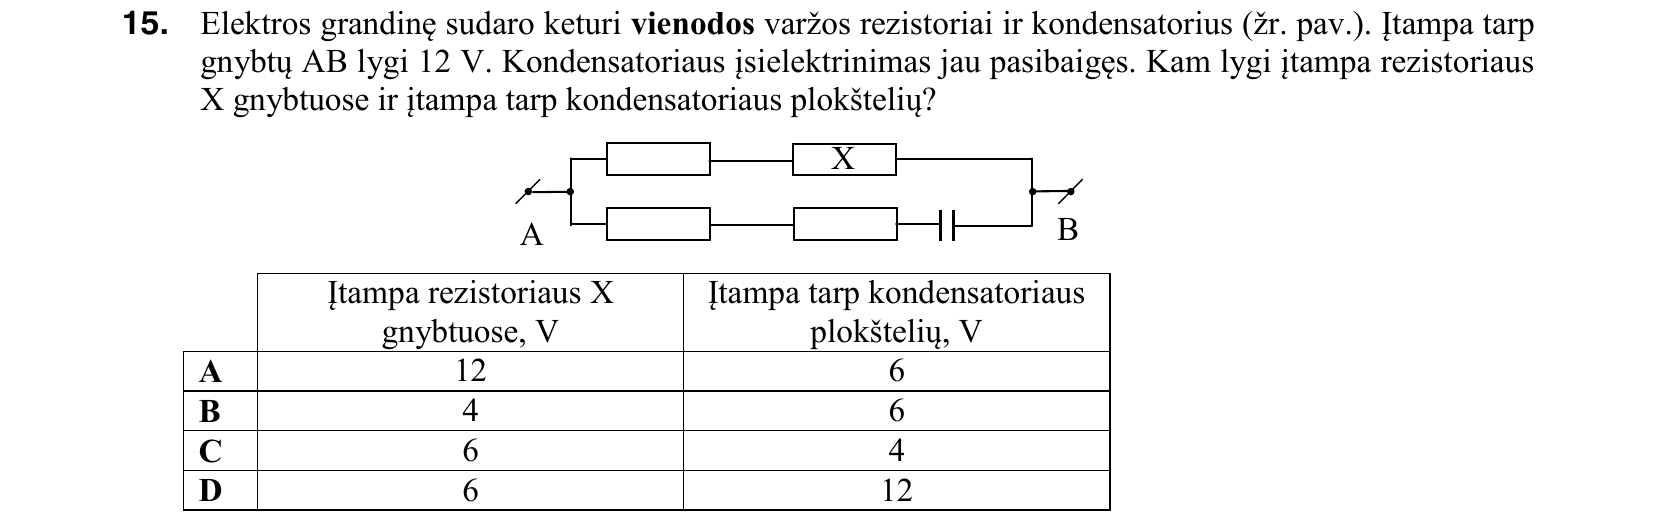 15. Elektros grandinę sudaro keturi vienodos varžos rezistoriai ir kondensatorius (žr. pav.). Įtampa tarp
gnybtų AB lygi 12 V. Kondensatoriaus įsielektrinimas jau pasibaigęs. Kam lygi įtampa rezistoriaus
X gnybtuose ir įtampa tarp kondensatoriaus plokštelių?
X
A B
Įtampa rezistoriaus X Įtampa tarp kondensatoriaus
gnybtuose, V plokštelių, V
A 12 6
B 4 6
C 6 4
D 6 12